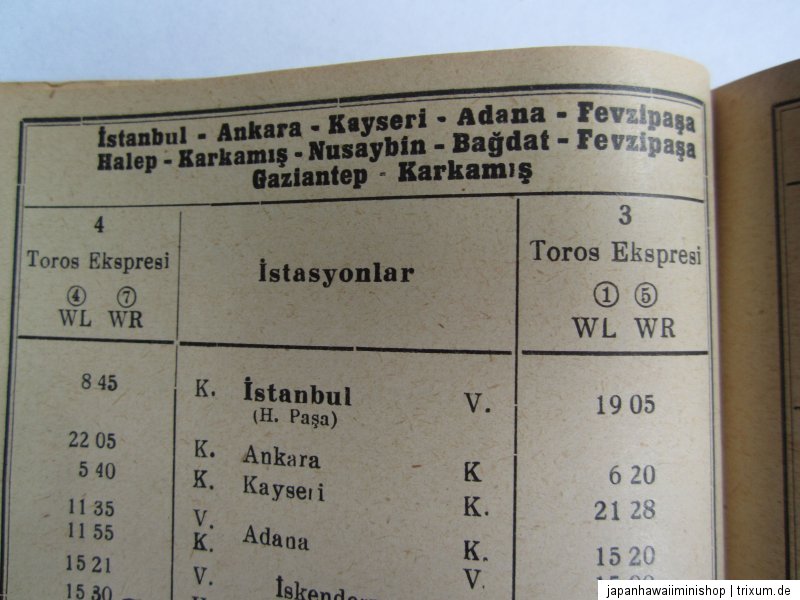 İstanbul - Ankara - Kayseri - Adana - Fevzipaşa
Halep - Karkamış - Nusaybin - Bağdat - Fevzipaşa
Gaziantep - Karkamış
4 3
Toros Ekspresi İstasyonlar Toros Ekspresi
④ ⑦ ① ⑤
WL WR WL WR
8 45 K. İstanbul V. 19 05
(H. Paşa)
22 05 K. Ankara K 6 20
5 40 K. Kayseri K. 21 28
11 35 V.
11 55 K. Adana K. 15 20
15 21 V. V.
15 30
japanhawaiiminishop | trixum.de